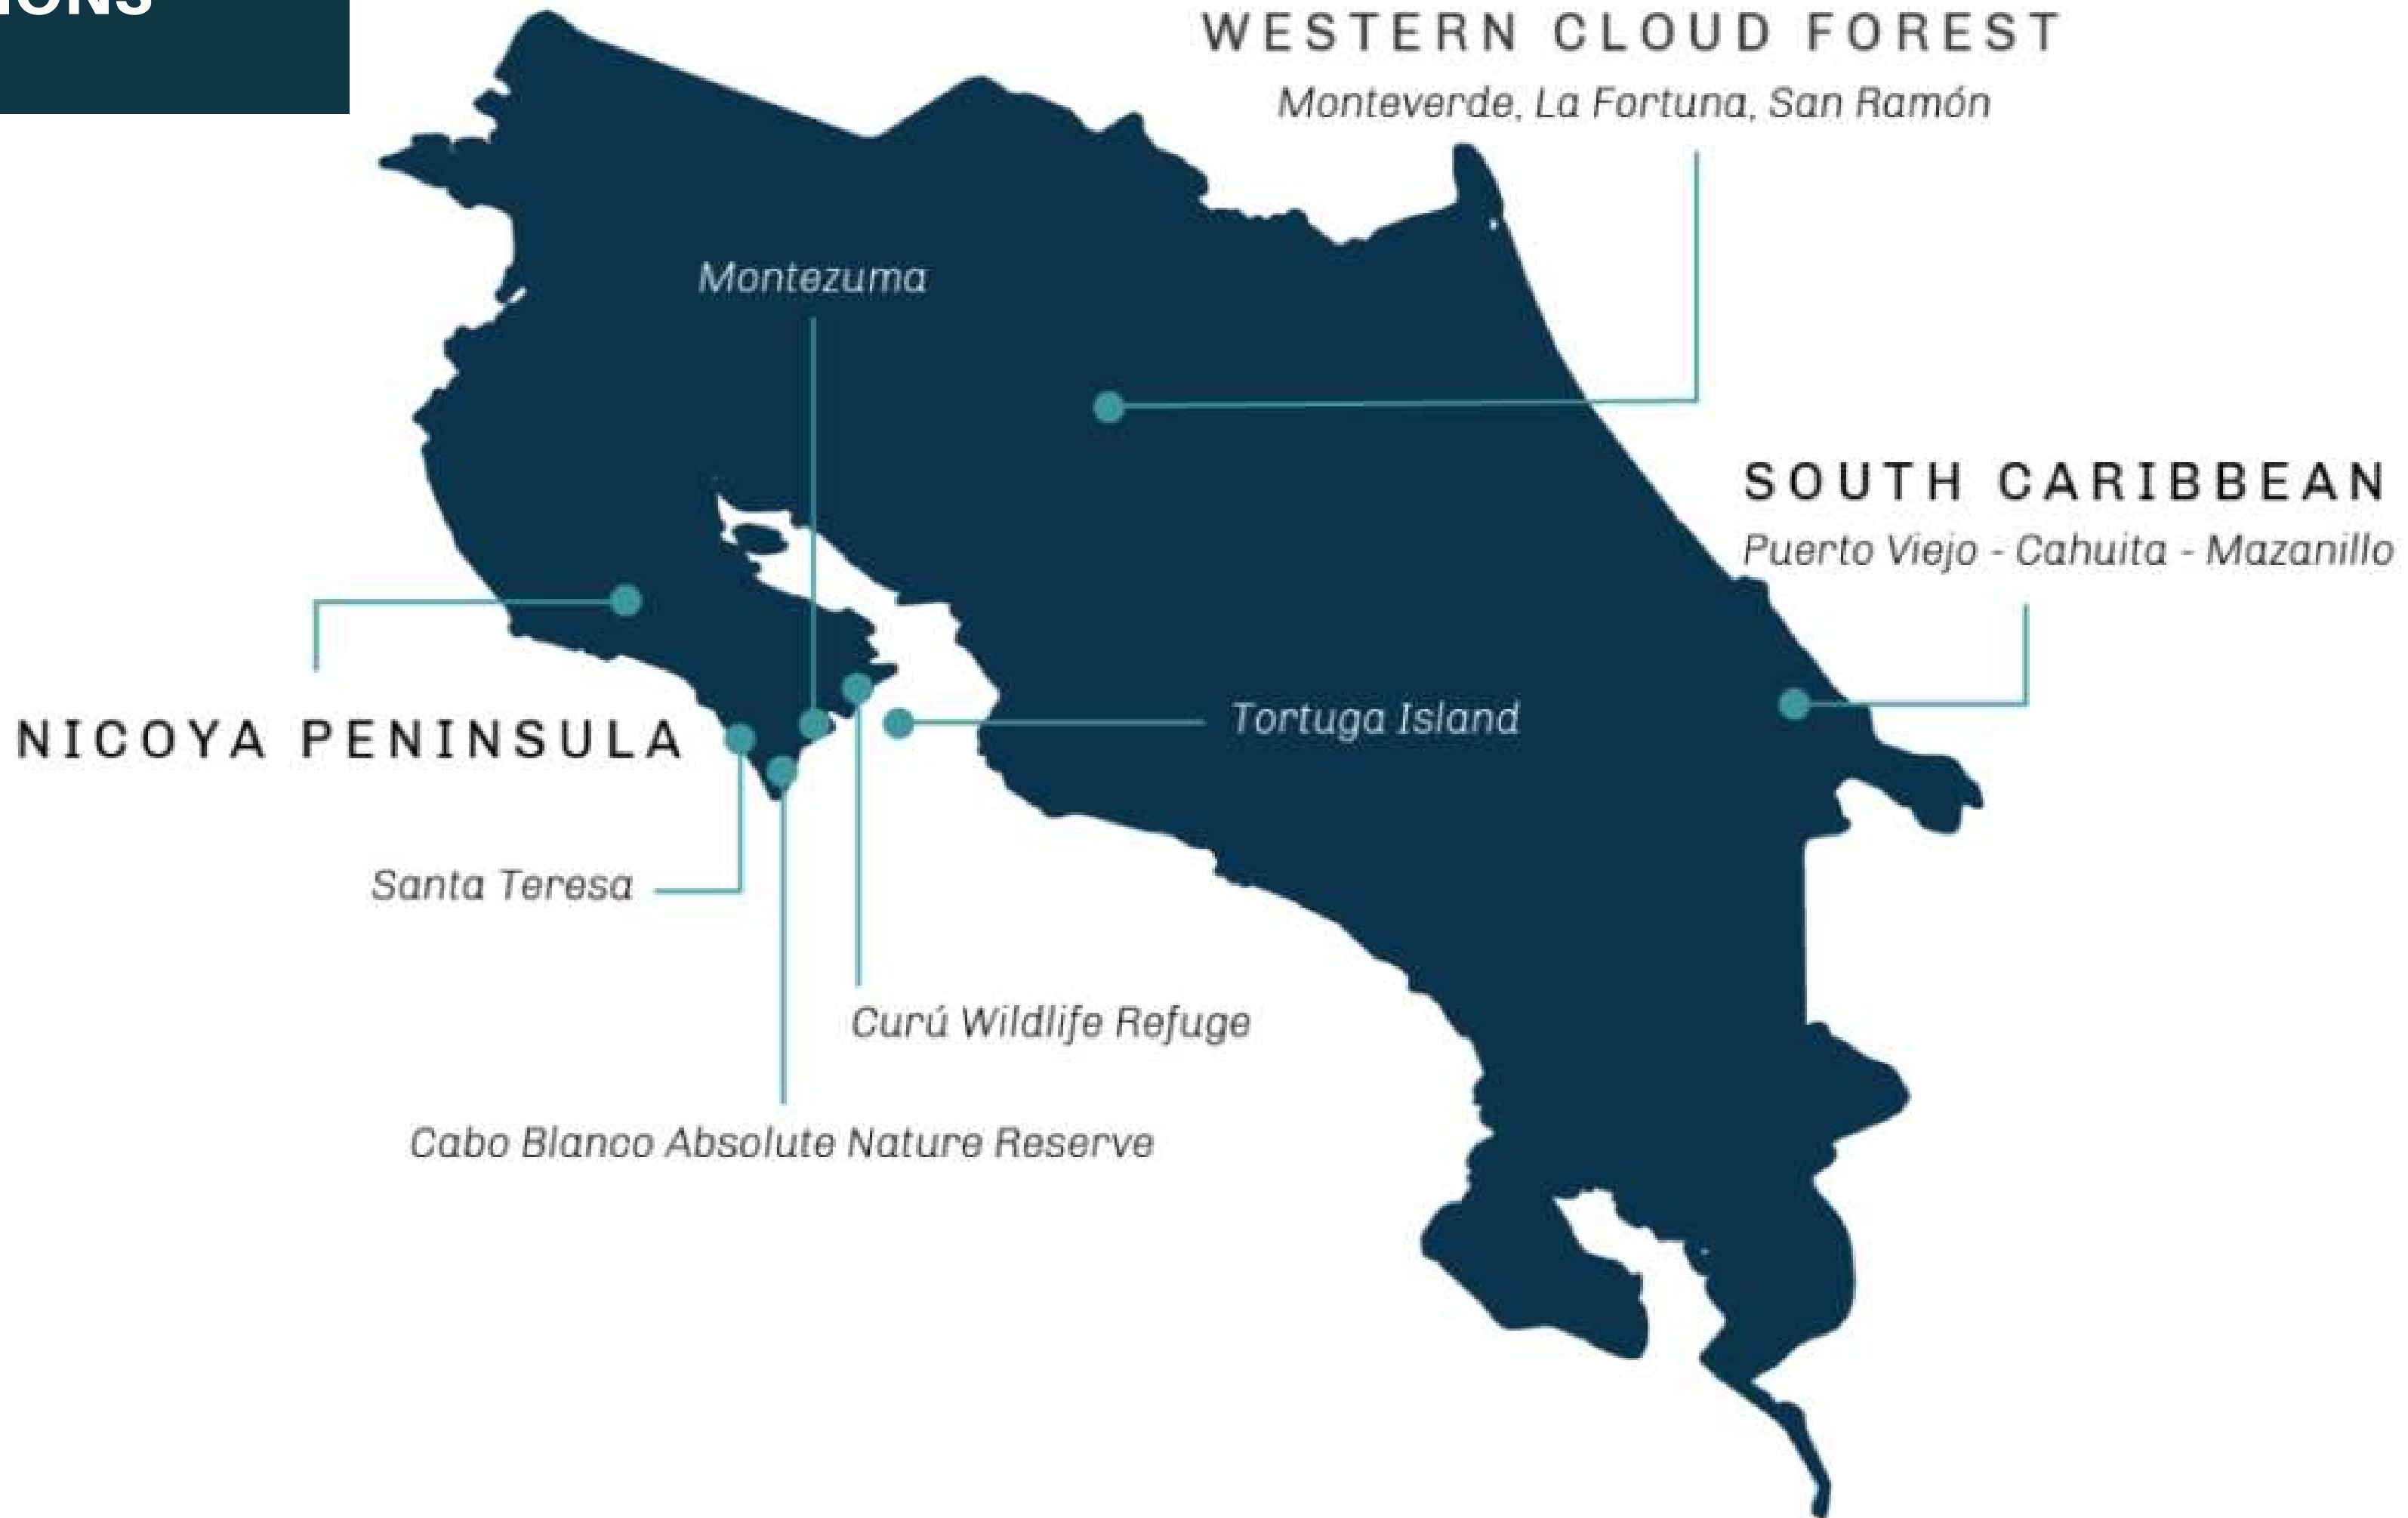 WESTERN CLOUD FOREST
Monteverde, La Fortuna, San Ramón
Montezuma
SOUTH CARIBBEAN
Puerto Viejo - Cahuita - Mazanillo
NICOYA PENINSULA
Tortuga Island
Santa Teresa
Curú Wildlife Refuge
Cabo Blanco Absolute Nature Reserve